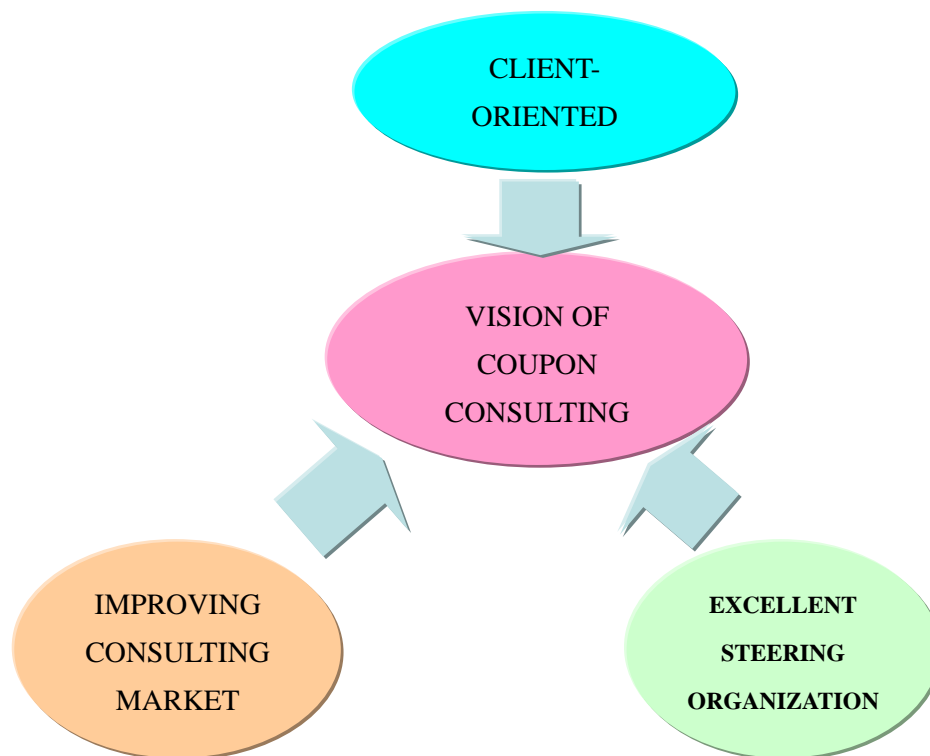 CLIENT-
ORIENTED
VISION OF
COUPON
CONSULTING
IMPROVING
CONSULTING
MARKET
EXCELLENT
STEERING
ORGANIZATION